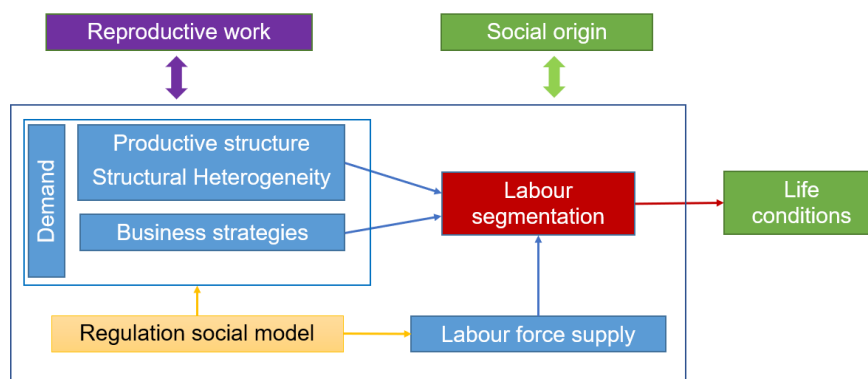 Reproductive work
Social origin
Demand
Productive structure
Structural Heterogeneity
Business strategies
Labour
segmentation
Life
conditions
Regulation social model
Labour force supply